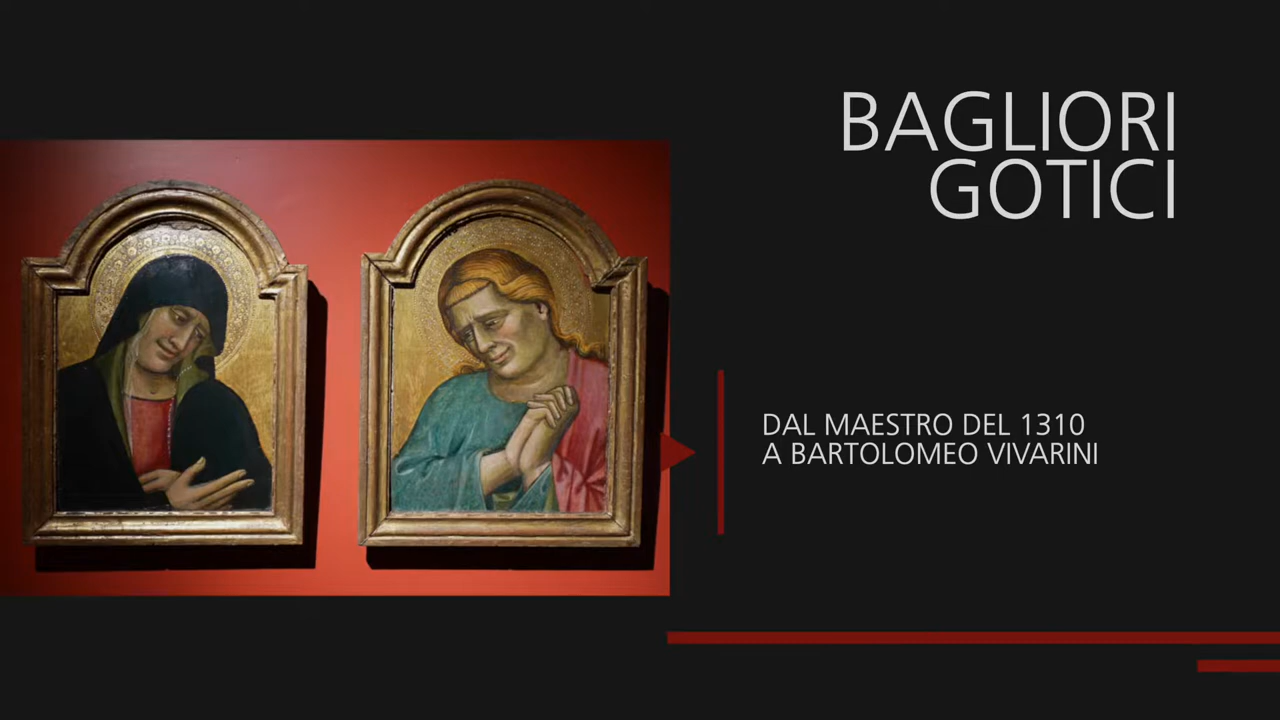 BAGLIORI
GOTICI
DAL MAESTRO DEL 1310
A BARTOLOMEO VIVARINI